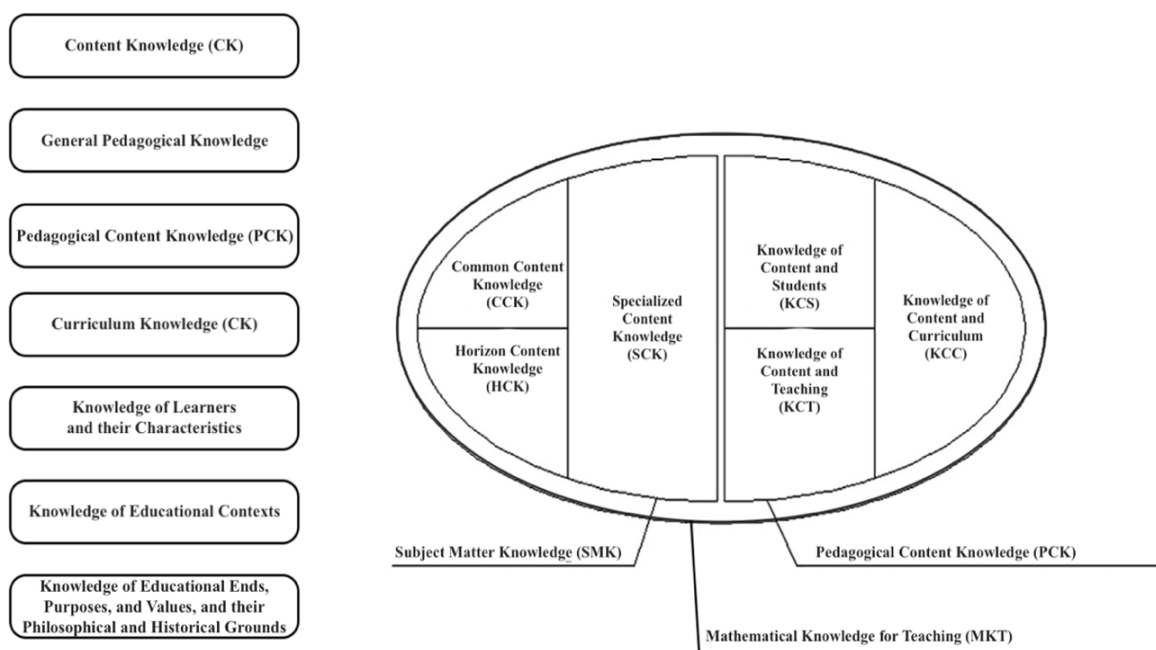 Content Knowledge (CK)
General Pedagogical Knowledge
Pedagogical Content Knowledge (PCK)
Curriculum Knowledge (CK)
Knowledge of Learners
and their Characteristics
Knowledge of Educational Contexts
Knowledge of Educational Ends,
Purposes, and Values, and their
Philosophical and Historical Grounds
Common Content
Knowledge
(CCK)
Horizon Content
Knowledge
(HCK)
Specialized
Content
Knowledge
(SCK)
Knowledge of
Content and
Students
(KCS)
Knowledge of
Content and
Teaching
(KCT)
Knowledge of
Content and
Curriculum
(KCC)
Subject Matter Knowledge (SMK)
Pedagogical Content Knowledge (PCK)
Mathematical Knowledge for Teaching (MKT)